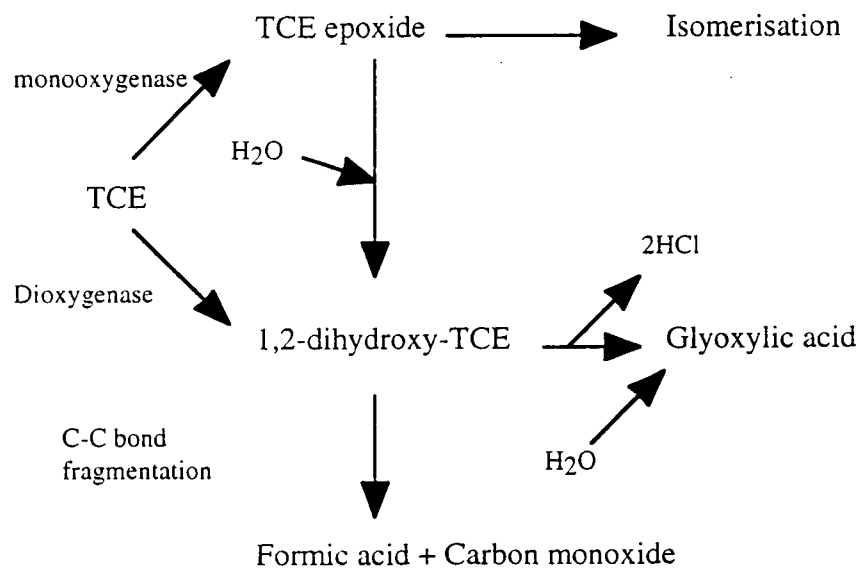 TCE epoxide
Isomerisation
monooxygenase
H2O
TCE
2HCl
Dioxygenase
1,2-dihydroxy-TCE
Glyoxylic acid
C-C bond
fragmentation
H2O
Formic acid + Carbon monoxide